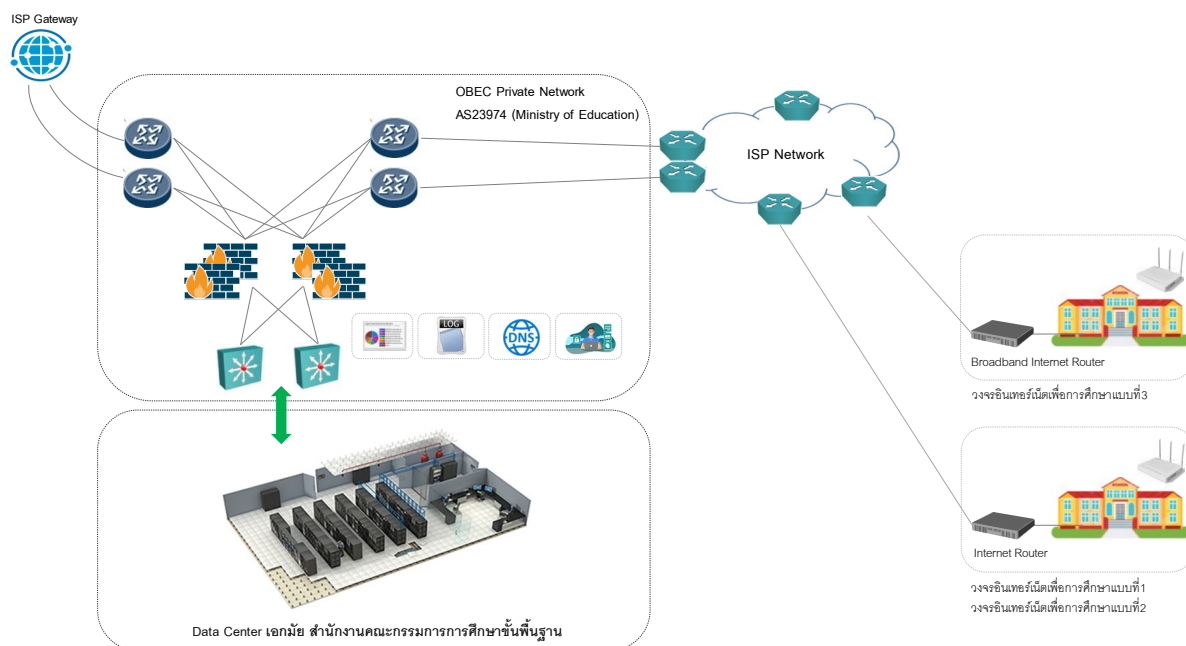 ISP Gateway
OBEC Private Network
AS23974 (Ministry of Education)
ISP Network
LOG
DNS
Broadband Internet Router
วงจรอินเทอร์เน็ตเพื่อการศึกษาแบบที่3
Internet Router
วงจรอินเทอร์เน็ตเพื่อการศึกษาแบบที่1
วงจรอินเทอร์เน็ตเพื่อการศึกษาแบบที่2
Data Center เอกมัย สำนักงานคณะกรรมการการศึกษาขั้นพื้นฐาน